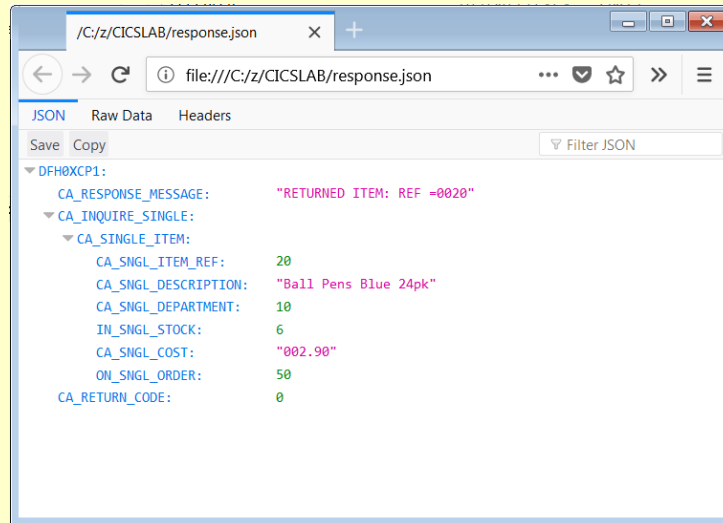 /C:/z/CICSLAB/response.json
file:///C:/z/CICSLAB/response.json
JSON Raw Data Headers
Save Copy Filter JSON
DFH0XCP1:
CA_RESPONSE_MESSAGE: "RETURNED ITEM: REF =0020"
CA_INQUIRE_SINGLE:
CA_SINGLE_ITEM:
CA_SNGL_ITEM_REF: 20
CA_SNGL_DESCRIPTION: "Ball Pens Blue 24pk"
CA_SNGL_DEPARTMENT: 10
IN_SNGL_STOCK: 6
CA_SNGL_COST: "002.90"
ON_SNGL_ORDER: 50
CA_RETURN_CODE: 0